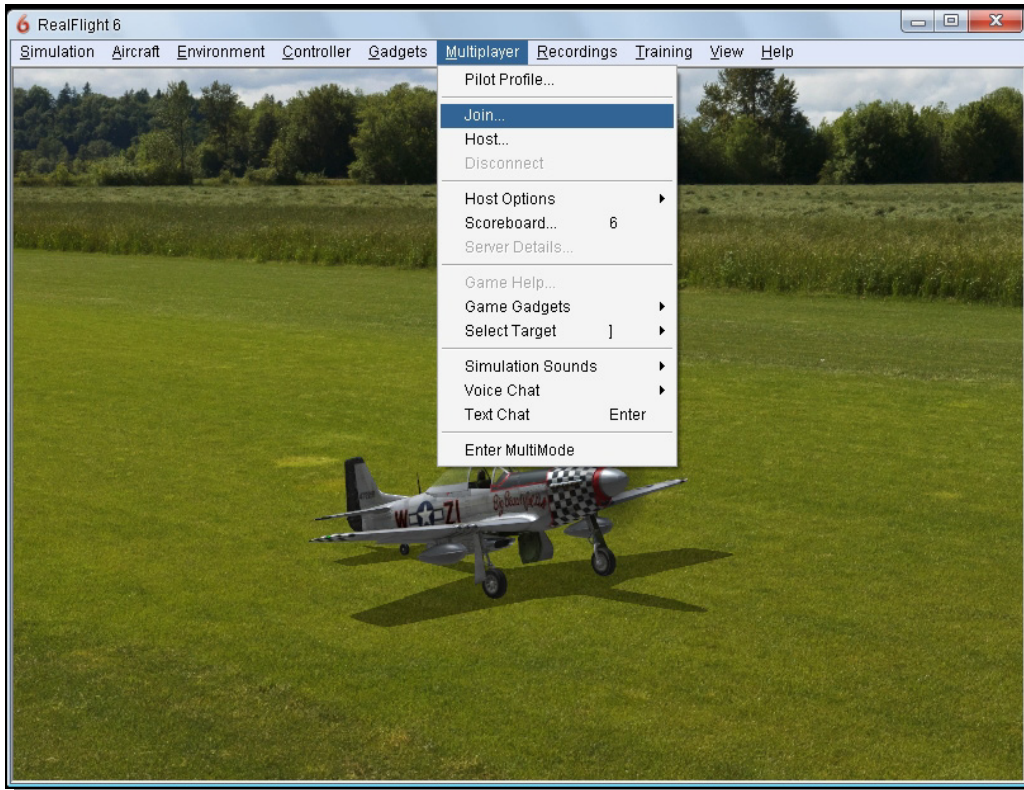 6 RealFlight 6
Simulation Aircraft Environment Controller Gadgets Multiplayer Recordings Training View Help
Pilot Profile...
Join...
Host...
Disconnect
Host Options
Scoreboard... 6
Server Details...
Game Help...
Game Gadgets
Select Target ]
Simulation Sounds
Voice Chat
Text Chat Enter
Enter MultiMode
W ZI